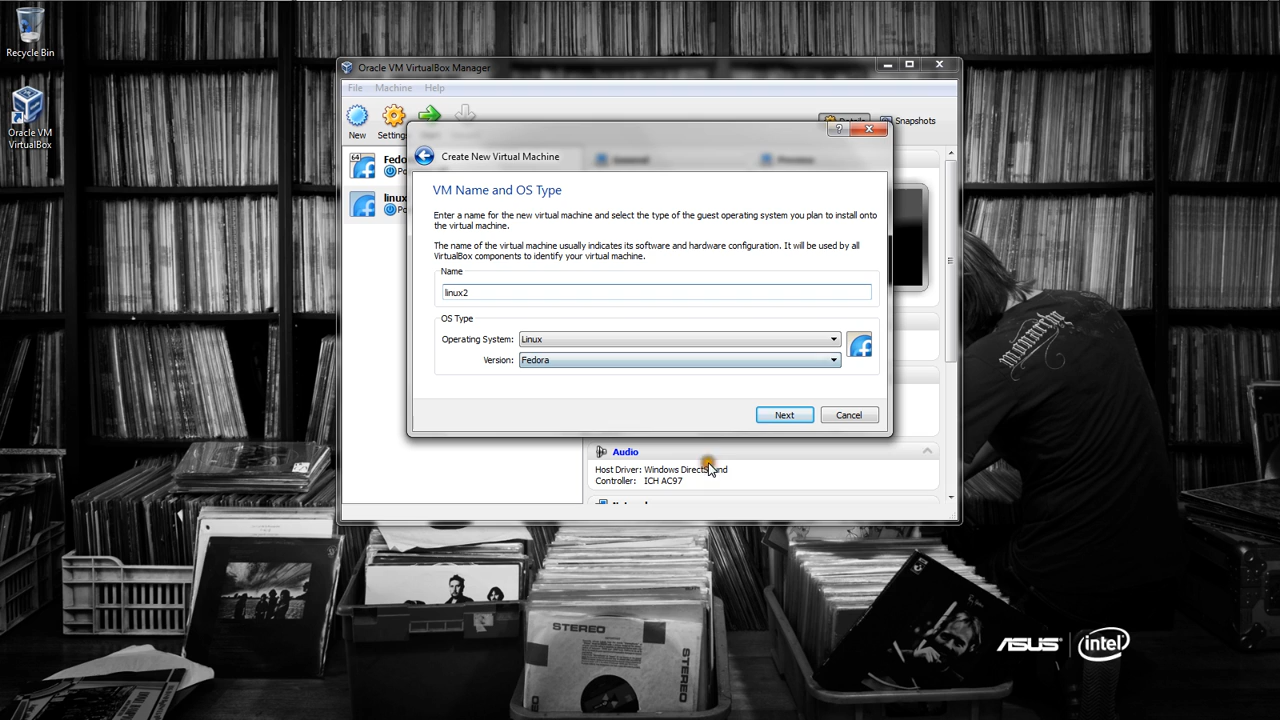 Recycle Bin
Oracle VM
VirtualBox
Oracle VM VirtualBox Manager
File Machine Help
New
Settings
Snapshots
64
Fedo
linux
Create New Virtual Machine
General
Preview
VM Name and OS Type
Enter a name for the new virtual machine and select the type of the guest operating system you plan to install onto
the virtual machine.
The name of the virtual machine usually indicates its software and hardware configuration. It will be used by all
VirtualBox components to identify your virtual machine.
Name
linux2
OS Type
Operating System: Linux
Version: Fedora
Next Cancel
Audio
Host Driver: Windows DirectSound
Controller: ICH AC97
monarchy
STEREO
STEREO
ASUS
intel